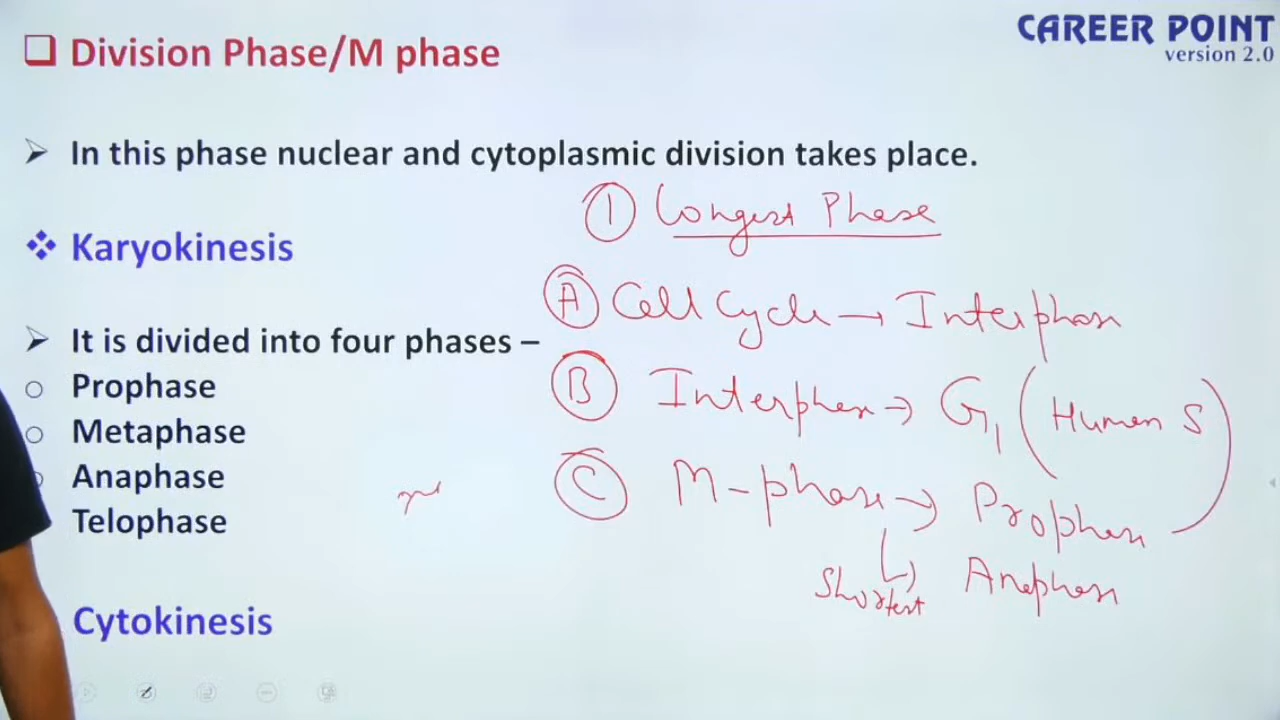 CAREER POINT
version 2.0
❑ Division Phase/M phase
➢ In this phase nuclear and cytoplasmic division takes place.
① Longest Phase
❖ Karyokinesis
Ⓐ Cell Cycle → Interphase
➢ It is divided into four phases –
○ Prophase
Ⓑ Interphase → G1 (Human S)
○ Metaphase
○ Anaphase
Ⓒ M-phase → Prophase
Telophase
↳ Shortest Anaphase
Cytokinesis